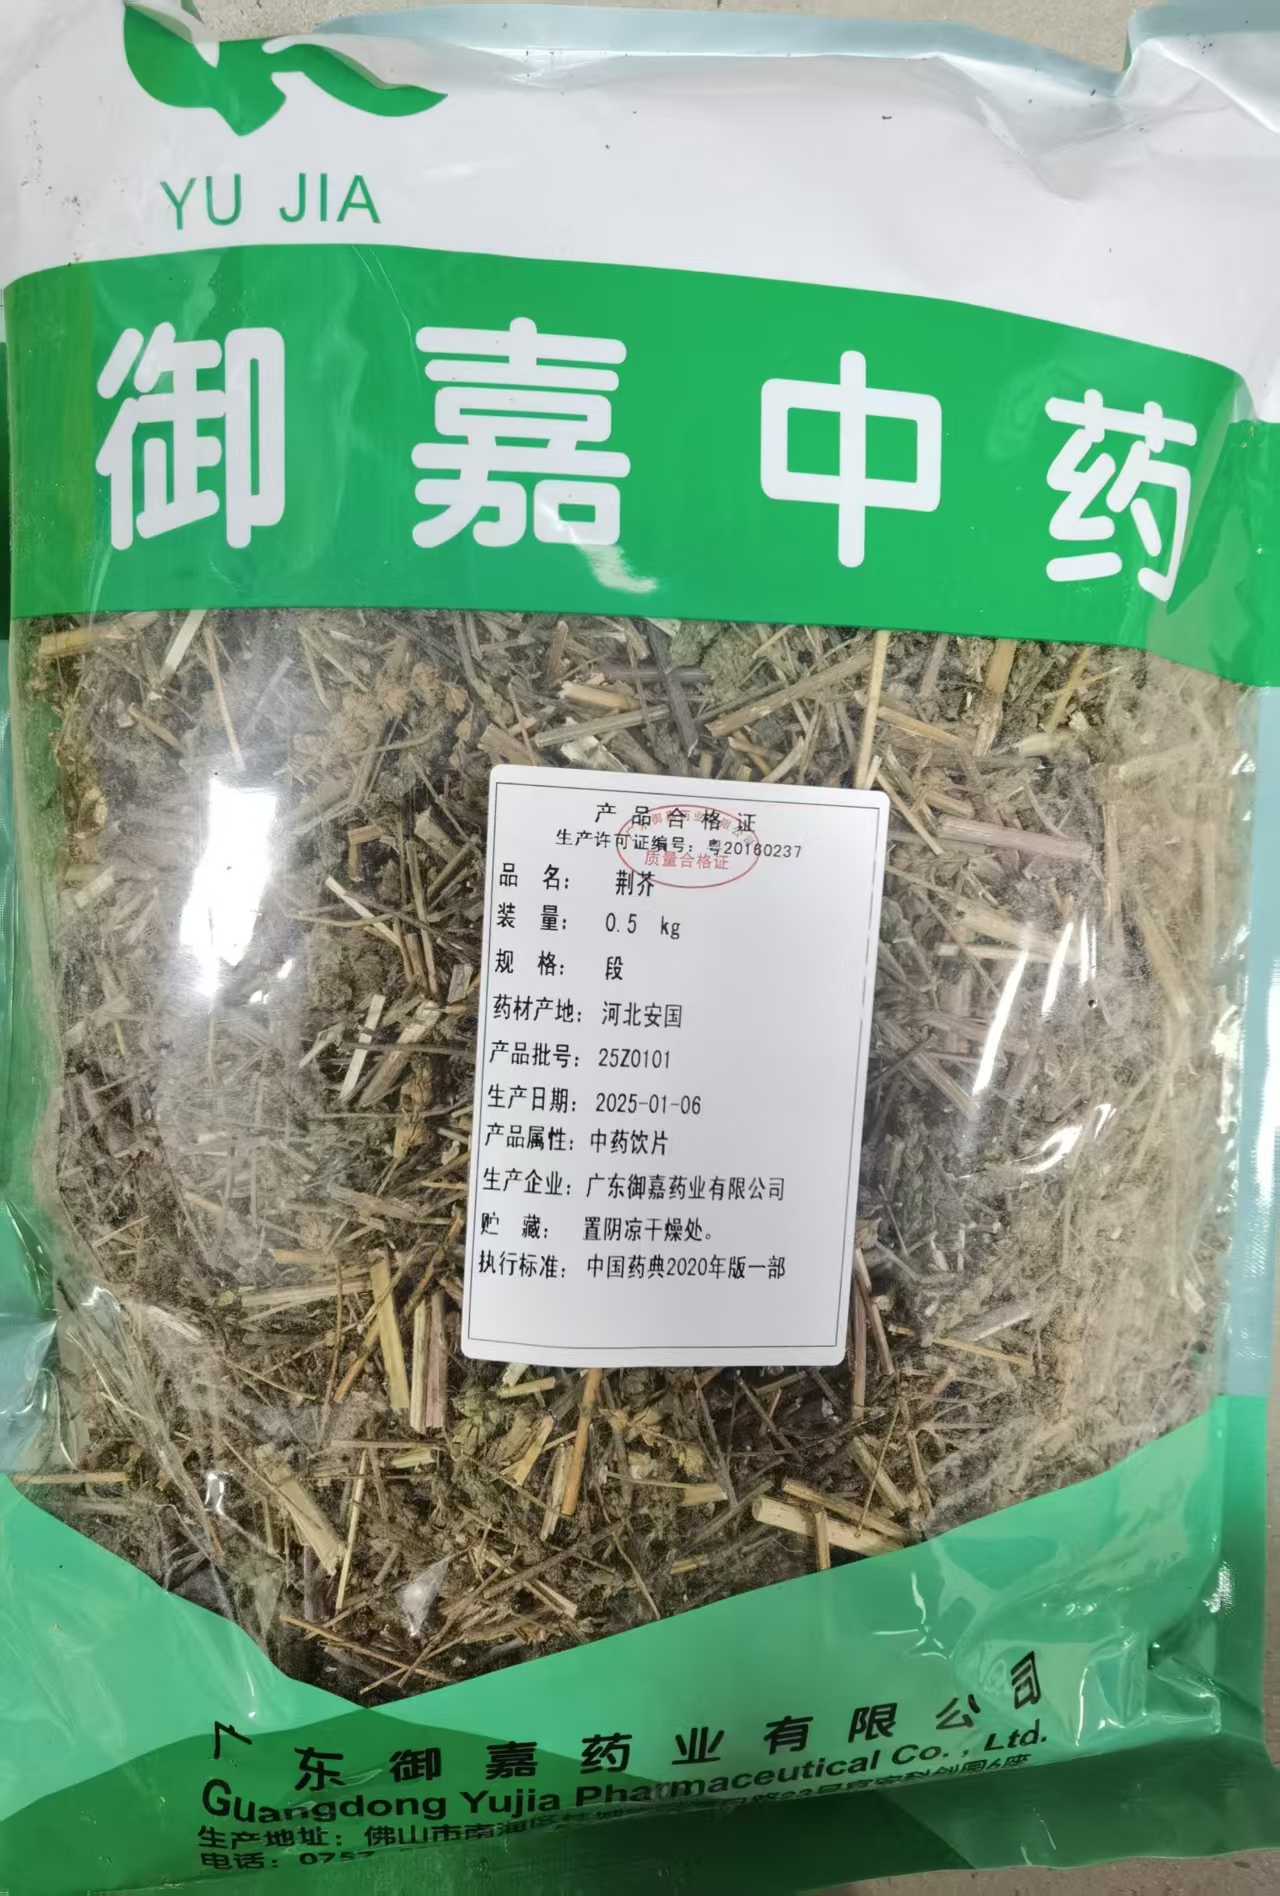 YU JIA
御嘉中药
产品合格证
生产许可证编号：粤20160237
质量合格证
品 名： 荆芥
装 量： 0.5 kg
规 格： 段
药材产地： 河北安国
产品批号： 25Z0101
生产日期： 2025-01-06
产品属性： 中药饮片
生产企业： 广东御嘉药业有限公司
贮 藏： 置阴凉干燥处。
执行标准： 中国药典2020年版一部
广东御嘉药业有限公司
Guangdong Yujia Pharmaceutical Co., Ltd.
生产地址：佛山市南海区
电话：0757